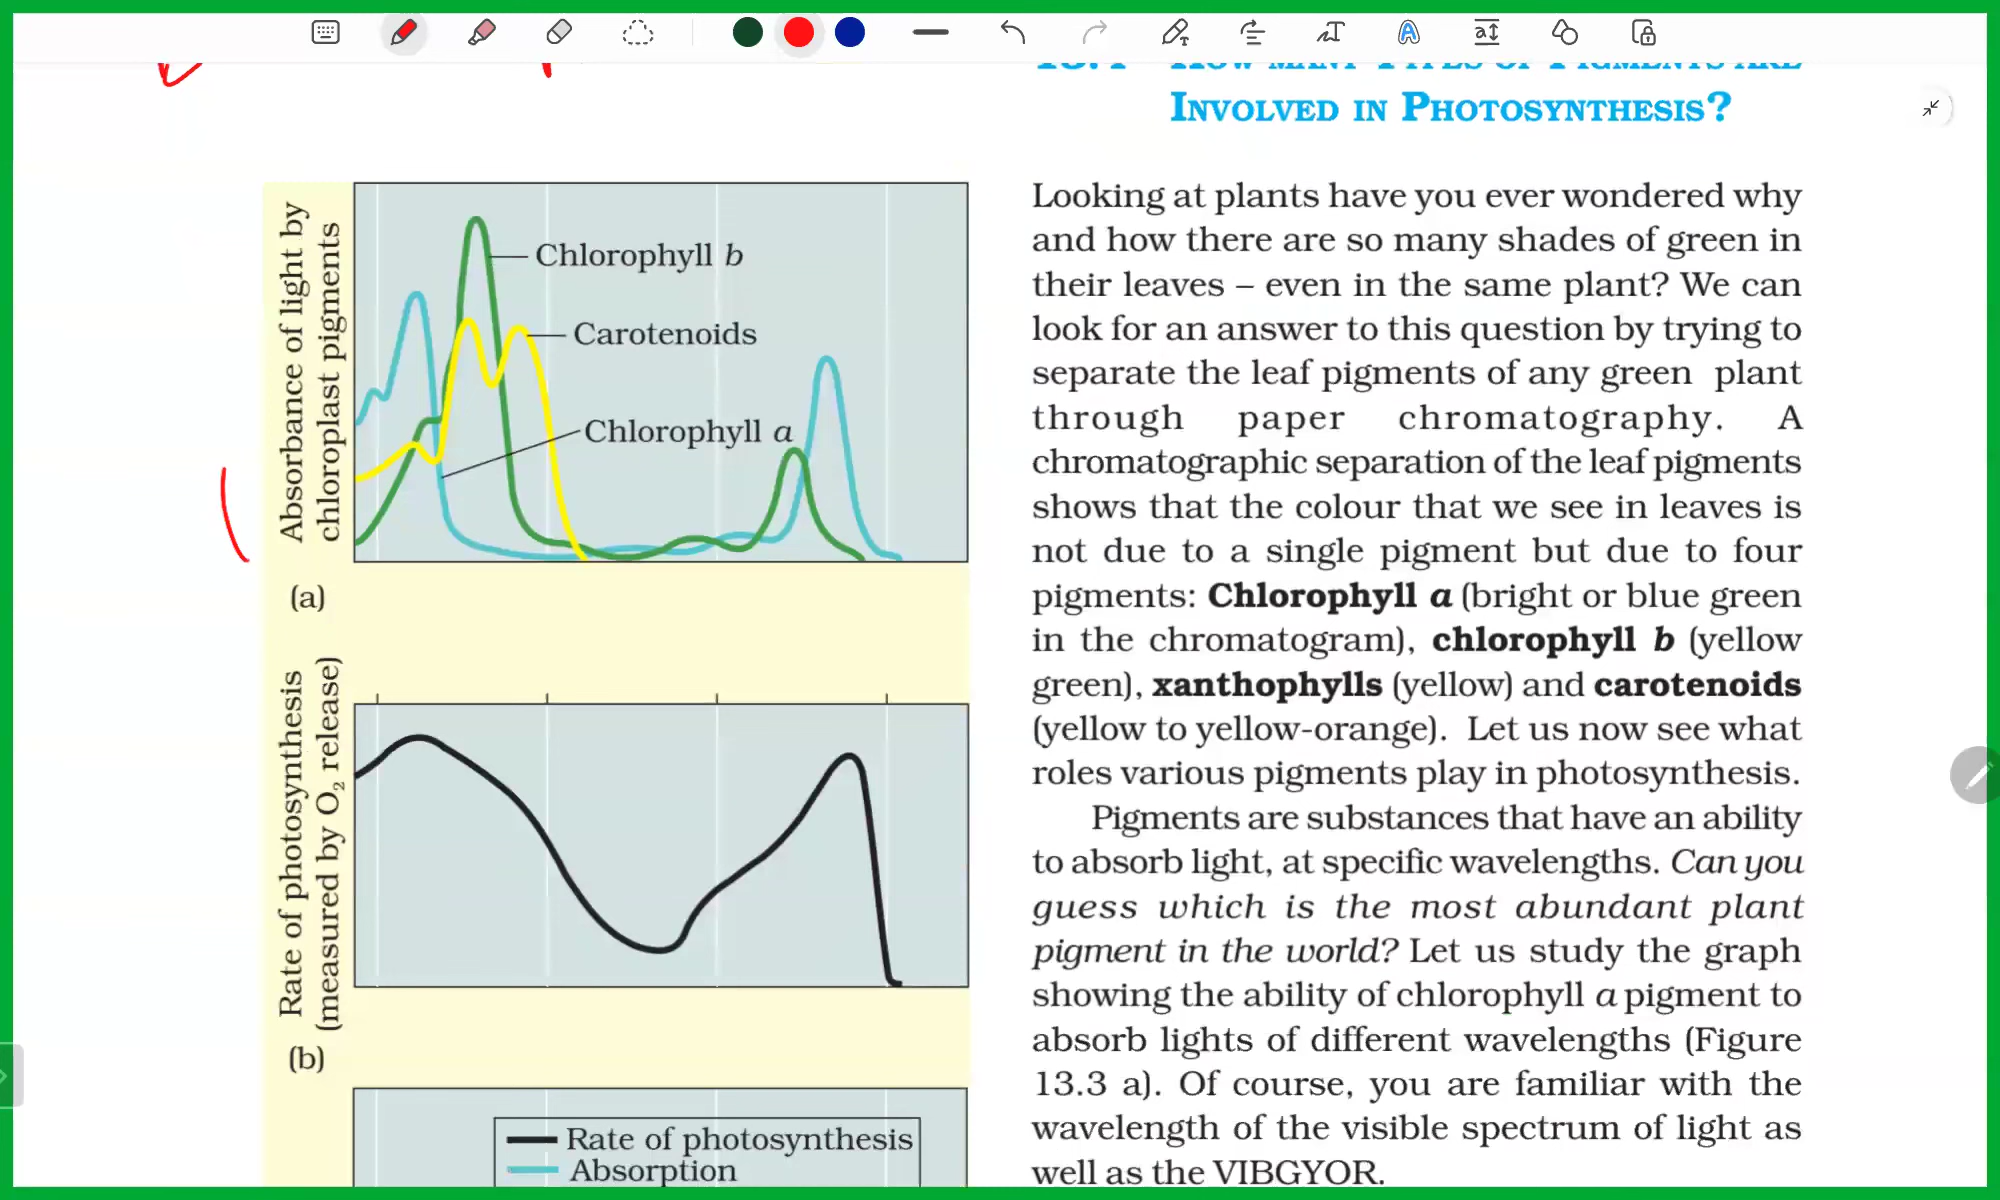 INVOLVED IN PHOTOSYNTHESIS?
Absorbance of light by
chloroplast pigments
Chlorophyll b
Carotenoids
Chlorophyll a
(a)
Rate of photosynthesis
(measured by O₂ release)
(b)
Rate of photosynthesis
Absorption
Looking at plants have you ever wondered why
and how there are so many shades of green in
their leaves – even in the same plant? We can
look for an answer to this question by trying to
separate the leaf pigments of any green plant
through paper chromatography. A
chromatographic separation of the leaf pigments
shows that the colour that we see in leaves is
not due to a single pigment but due to four
pigments: Chlorophyll a (bright or blue green
in the chromatogram), chlorophyll b (yellow
green), xanthophylls (yellow) and carotenoids
(yellow to yellow-orange). Let us now see what
roles various pigments play in photosynthesis.
Pigments are substances that have an ability
to absorb light, at specific wavelengths. Can you
guess which is the most abundant plant
pigment in the world? Let us study the graph
showing the ability of chlorophyll a pigment to
absorb lights of different wavelengths (Figure
13.3 a). Of course, you are familiar with the
wavelength of the visible spectrum of light as
well as the VIBGYOR.